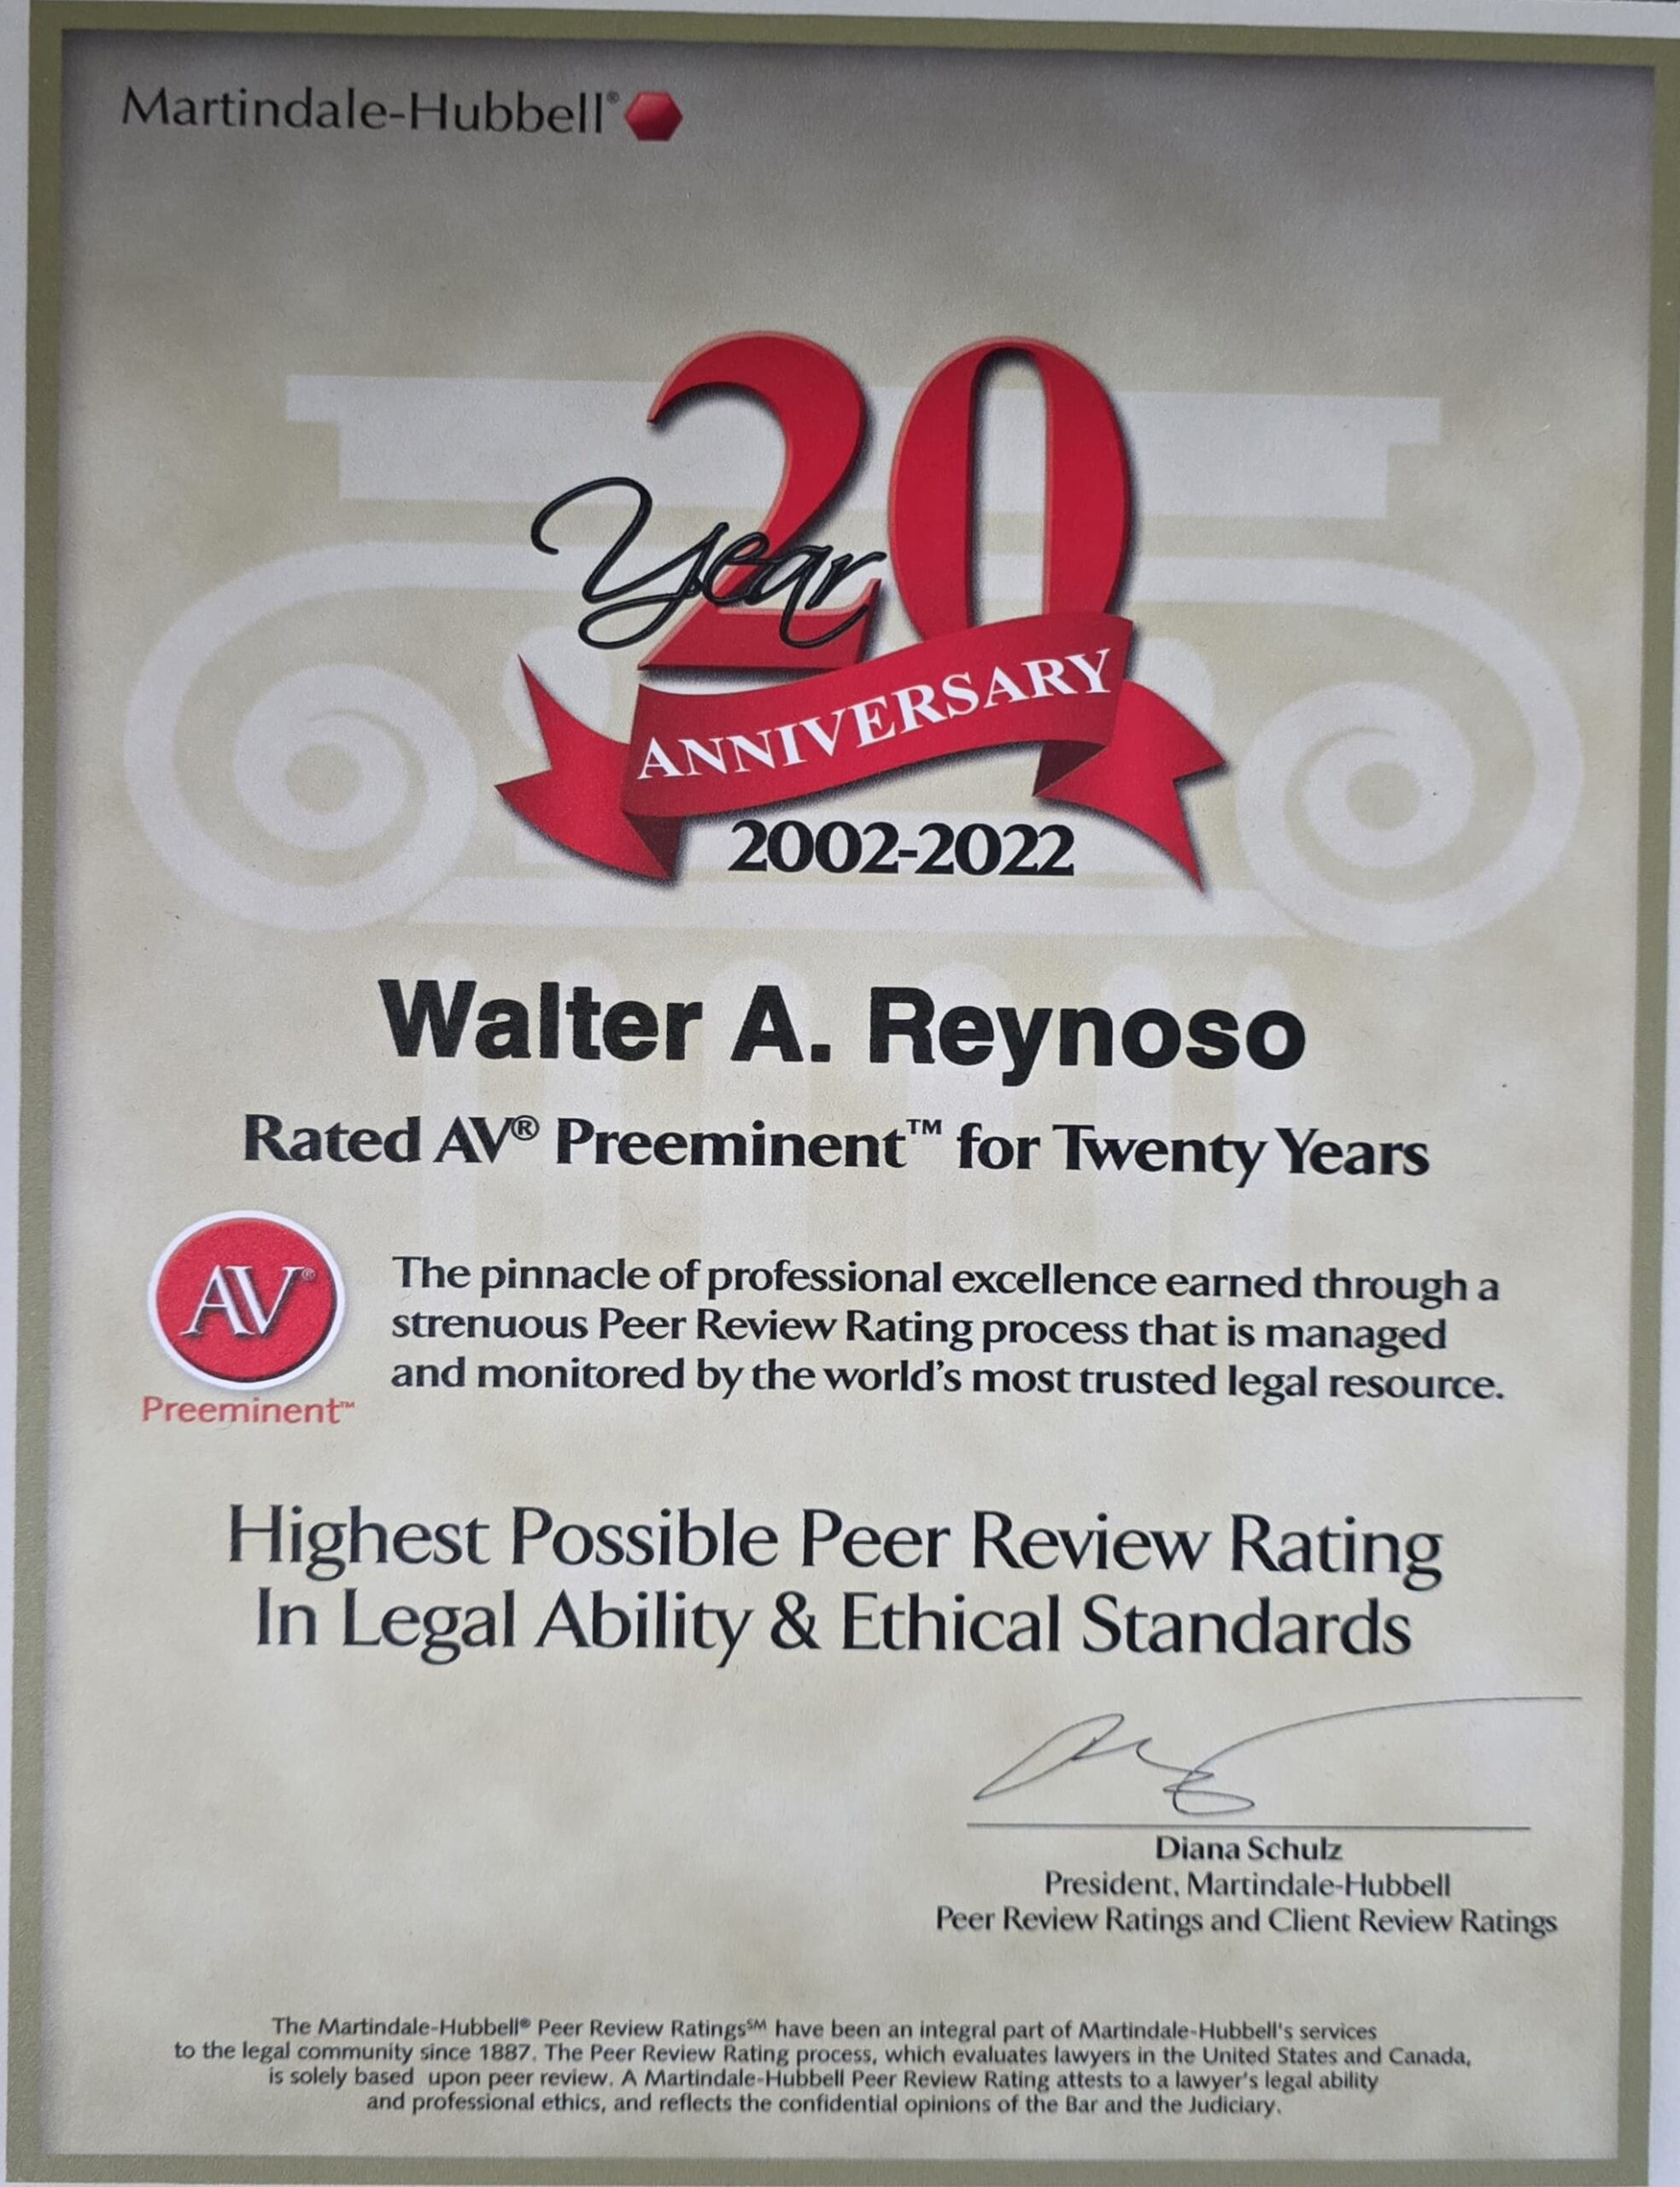 Martindale-Hubbell®
20
Year
ANNIVERSARY
2002-2022
Walter A. Reynoso
Rated AV® Preeminent™ for Twenty Years
AV®
Preeminent™
The pinnacle of professional excellence earned through a
strenuous Peer Review Rating process that is managed
and monitored by the world's most trusted legal resource.
Highest Possible Peer Review Rating
In Legal Ability & Ethical Standards
Diana Schulz
President, Martindale-Hubbell
Peer Review Ratings and Client Review Ratings
The Martindale-Hubbell® Peer Review Ratings℠ have been an integral part of Martindale-Hubbell's services
to the legal community since 1887. The Peer Review Rating process, which evaluates lawyers in the United States and Canada,
is solely based upon peer review. A Martindale-Hubbell Peer Review Rating attests to a lawyer's legal ability
and professional ethics, and reflects the confidential opinions of the Bar and the Judiciary.